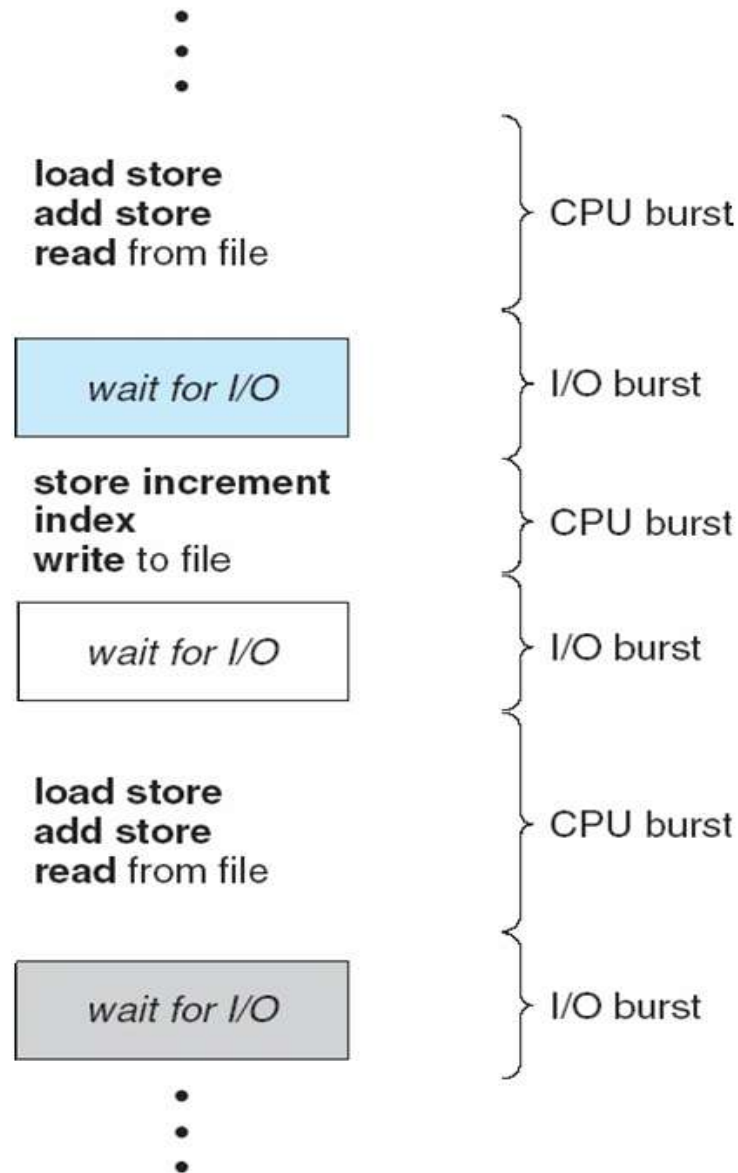 load store
add store
read from file
CPU burst
wait for I/O
I/O burst
store increment
index
write to file
CPU burst
wait for I/O
I/O burst
load store
add store
read from file
CPU burst
wait for I/O
I/O burst